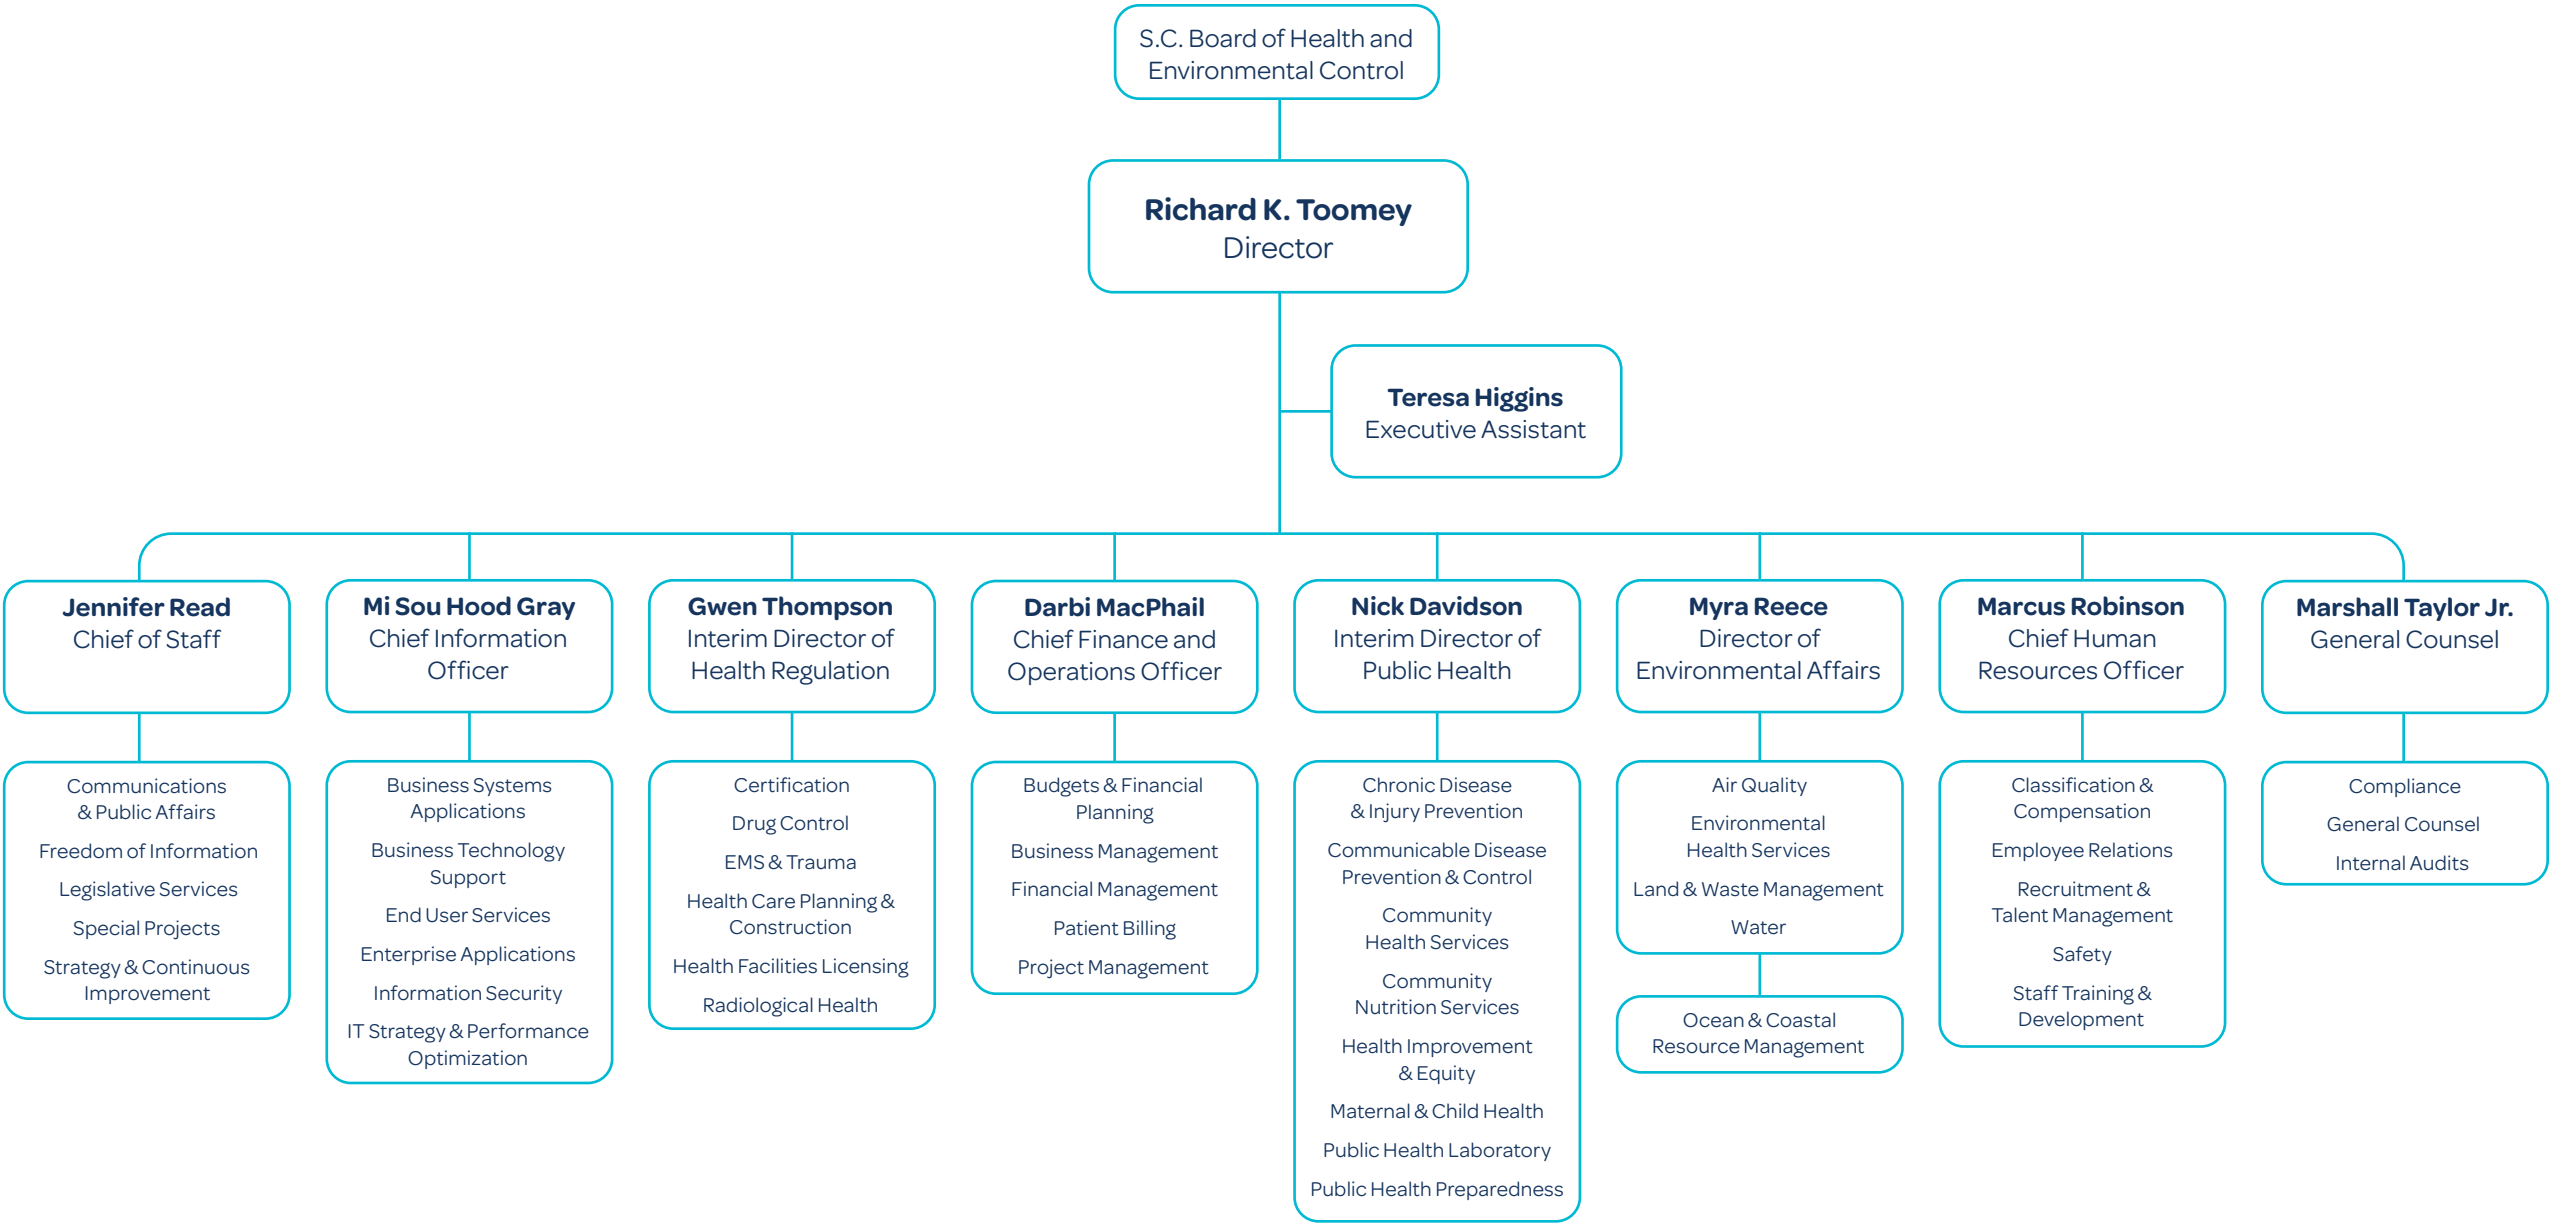 S.C. Board of Health and
Environmental Control
Richard K. Toomey
Director
Teresa Higgins
Executive Assistant
Jennifer Read
Chief of Staff
Communications
& Public Affairs
Freedom of Information
Legislative Services
Special Projects
Strategy & Continuous
Improvement
Mi Sou Hood Gray
Chief Information
Officer
Business Systems
Applications
Business Technology
Support
End User Services
Enterprise Applications
Information Security
IT Strategy & Performance
Optimization
Gwen Thompson
Interim Director of
Health Regulation
Certification
Drug Control
EMS & Trauma
Health Care Planning &
Construction
Health Facilities Licensing
Radiological Health
Darbi MacPhail
Chief Finance and
Operations Officer
Budgets & Financial
Planning
Business Management
Financial Management
Patient Billing
Project Management
Nick Davidson
Interim Director of
Public Health
Chronic Disease
& Injury Prevention
Communicable Disease
Prevention & Control
Community
Health Services
Community
Nutrition Services
Health Improvement
& Equity
Maternal & Child Health
Public Health Laboratory
Public Health Preparedness
Myra Reece
Director of
Environmental Affairs
Air Quality
Environmental
Health Services
Land & Waste Management
Water
Ocean & Coastal
Resource Management
Marcus Robinson
Chief Human
Resources Officer
Classification &
Compensation
Employee Relations
Recruitment &
Talent Management
Safety
Staff Training &
Development
Marshall Taylor Jr.
General Counsel
Compliance
General Counsel
Internal Audits